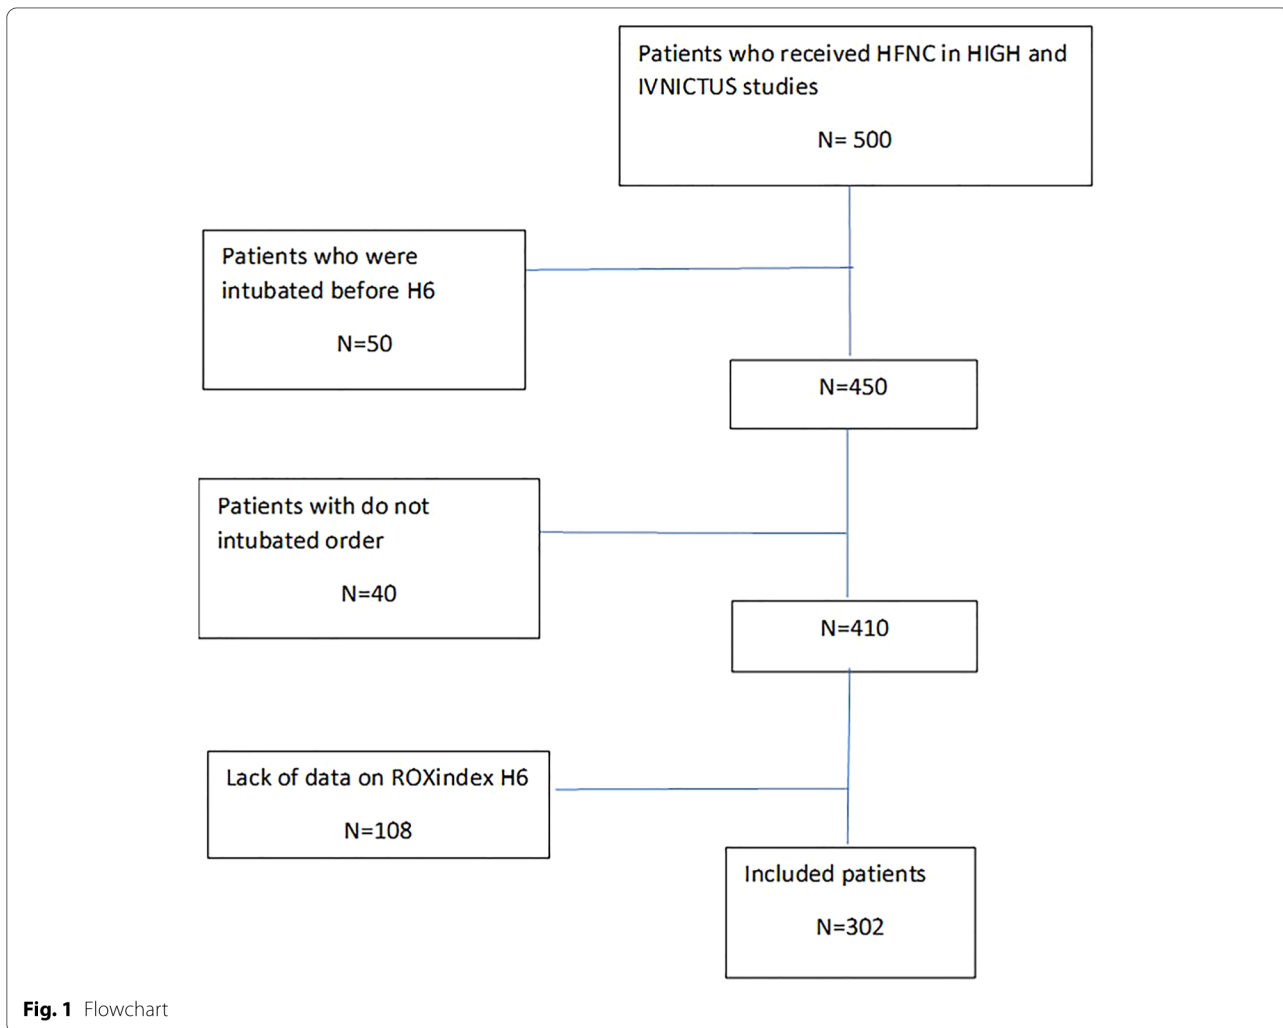 Patients who received HFNC in HIGH and
IVNICTUS studies
N= 500
Patients who were
intubated before H6
N=50
N=450
Patients with do not
intubated order
N=40
N=410
Lack of data on ROXindex H6
N=108
Included patients
N=302
Fig. 1 Flowchart